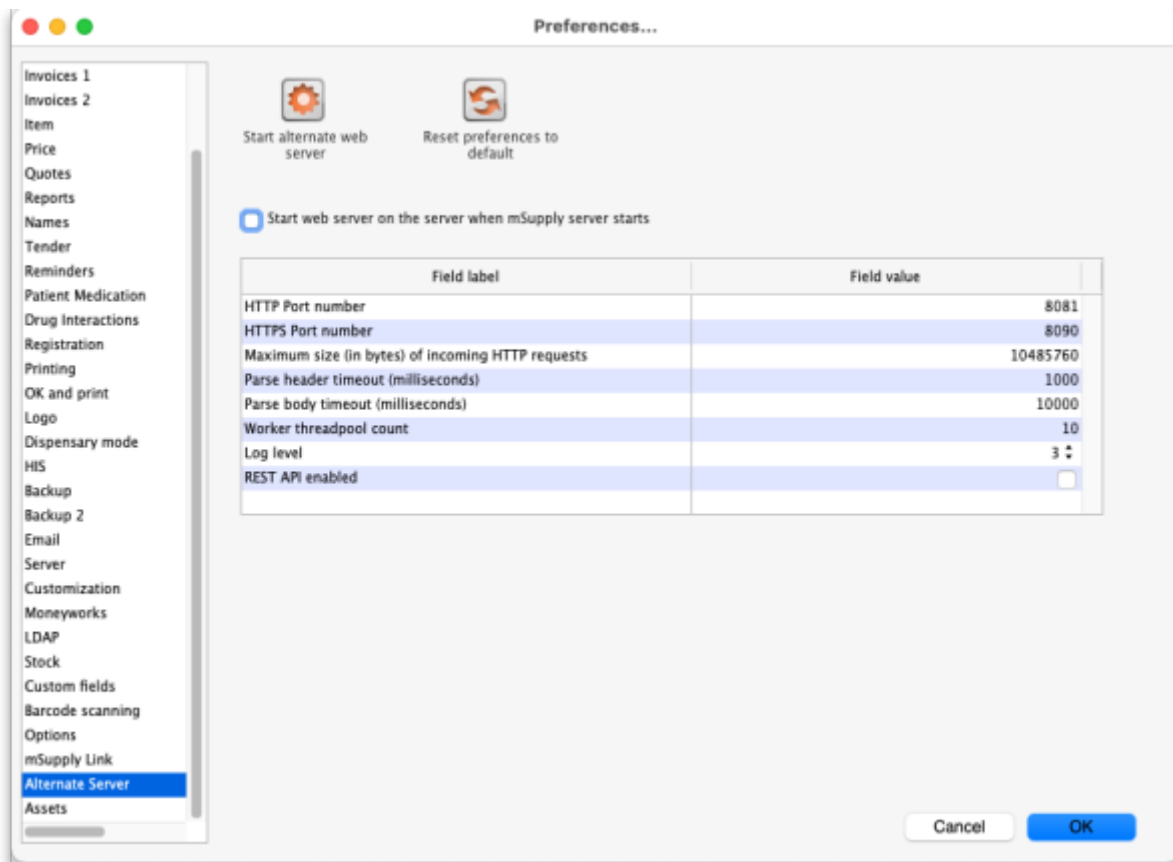 Preferences...
Invoices 1
Invoices 2
Item
Price
Quotes
Reports
Names
Tender
Reminders
Patient Medication
Drug Interactions
Registration
Printing
OK and print
Logo
Dispensary mode
HIS
Backup
Backup 2
Email
Server
Customization
Moneyworks
LDAP
Stock
Custom fields
Barcode scanning
Options
mSupply Link
Alternate Server
Assets
Start alternate web
server
Reset preferences to
default
Start web server on the server when mSupply server starts
Field label Field value
HTTP Port number 8081
HTTPS Port number 8090
Maximum size (in bytes) of incoming HTTP requests 10485760
Parse header timeout (milliseconds) 1000
Parse body timeout (milliseconds) 10000
Worker threadpool count 10
Log level 3
REST API enabled
Cancel OK